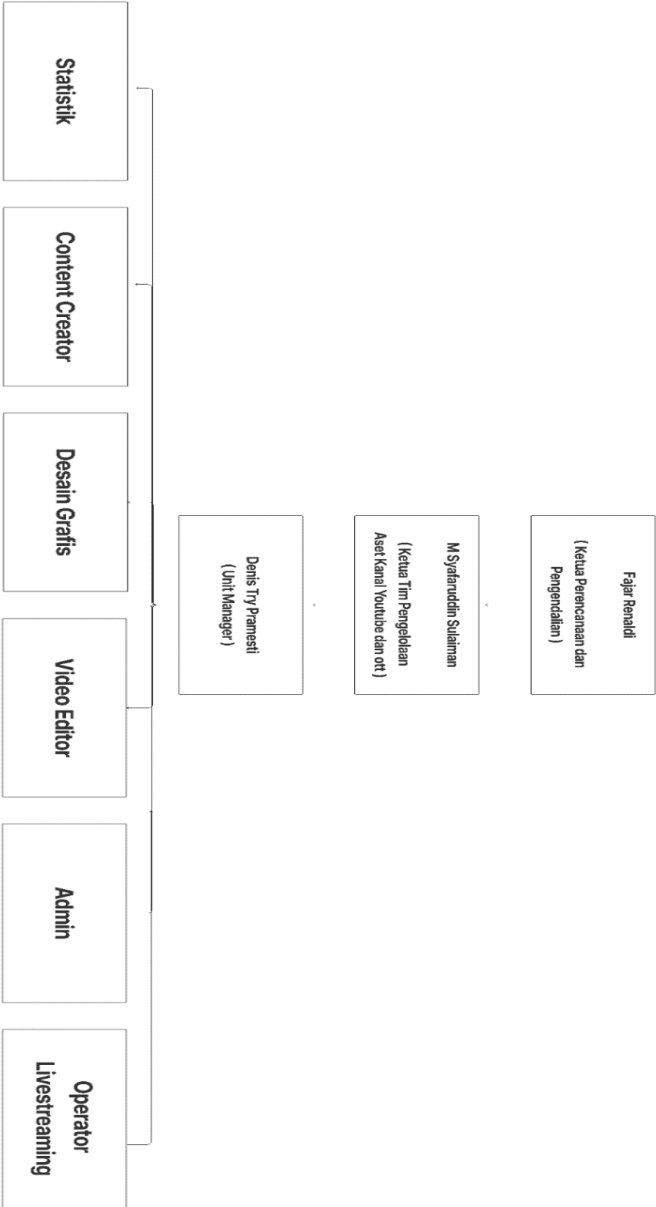 Fajar Renaldi
( Ketua Perencanaan dan
Pengendalian )
M Syafaruddin Sulaiman
( Ketua Tim Pengelolaan
Aset Kanal Youtube dan ott )
Denis Try Pramesti
( Unit Manager )
Statistik
Content Creator
Desain Grafis
Video Editor
Admin
Operator
Livestreaming